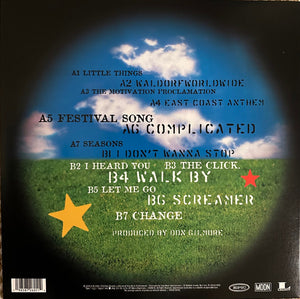 A1 LITTLE THINGS
A2 WALDORFWORLDWIDE
A3 THE MOTIVATION PROCLAMATION
A4 EAST COAST ANTHEM
A5 FESTIVAL SONG
A6 COMPLICATED
A7 SEASONS
B1 I DON'T WANNA STOP
B2 I HEARD YOU B3 THE CLICK
B4 WALK BY
B5 LET ME GO
B6 SCREAMER
B7 CHANGE
PRODUCED BY DON GILMORE
MOON